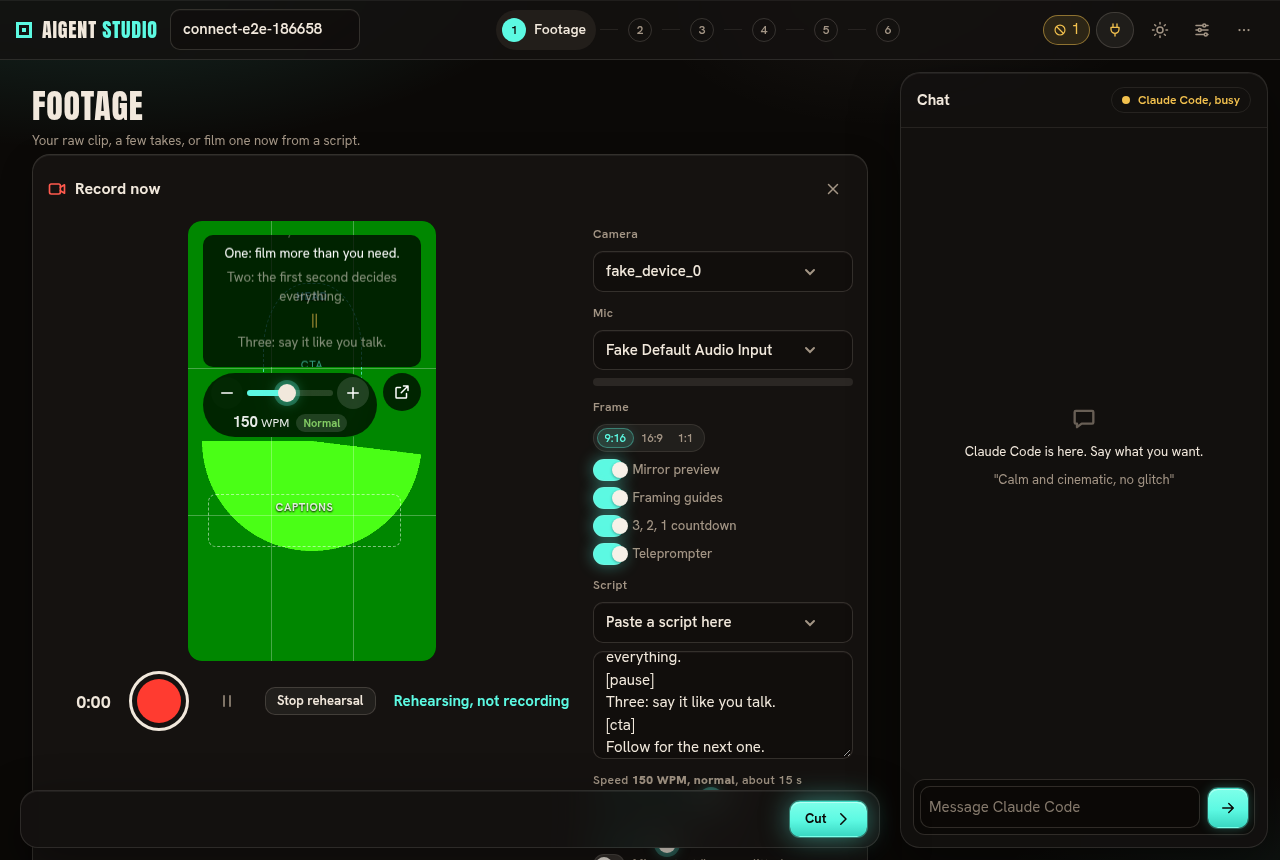 AIGENT STUDIO
connect-e2e-186658
1 Footage 2 3 4 5 6
1
FOOTAGE
Your raw clip, a few takes, or film one now from a script.
Record now
One: film more than you need.
Two: the first second decides
everything.
||
Three: say it like you talk.
CTA
150 WPM Normal
CAPTIONS
0:00
Stop rehearsal
Rehearsing, not recording
Camera
fake_device_0
Mic
Fake Default Audio Input
Frame
9:16 16:9 1:1
Mirror preview
Framing guides
3, 2, 1 countdown
Teleprompter
Script
Paste a script here
everything.
[pause]
Three: say it like you talk.
[cta]
Follow for the next one.
Speed 150 WPM, normal, about 15 s
Cut
Chat
Claude Code, busy
Claude Code is here. Say what you want.
"Calm and cinematic, no glitch"
Message Claude Code